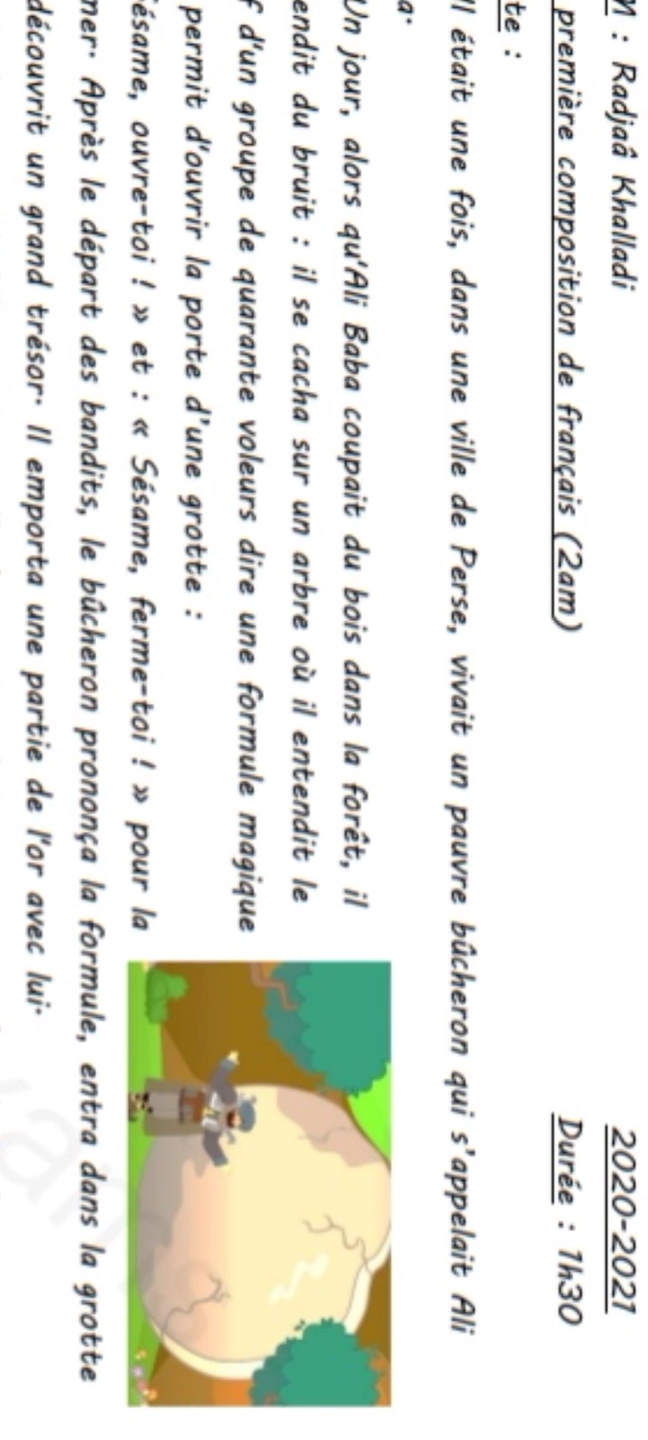 M : Radjaâ Khalladi 2020-2021
première composition de français (2am) Durée : 1h30
te :
Il était une fois, dans une ville de Perse, vivait un pauvre bûcheron qui s'appelait Ali
a.
Un jour, alors qu'Ali Baba coupait du bois dans la forêt, il
endit du bruit : il se cacha sur un arbre où il entendit le
f d'un groupe de quarante voleurs dire une formule magique
permit d'ouvrir la porte d'une grotte :
ésame, ouvre-toi ! » et : « Sésame, ferme-toi ! » pour la
mer. Après le départ des bandits, le bûcheron prononça la formule, entra dans la grotte
découvrit un grand trésor. Il emporta une partie de l'or avec lui.